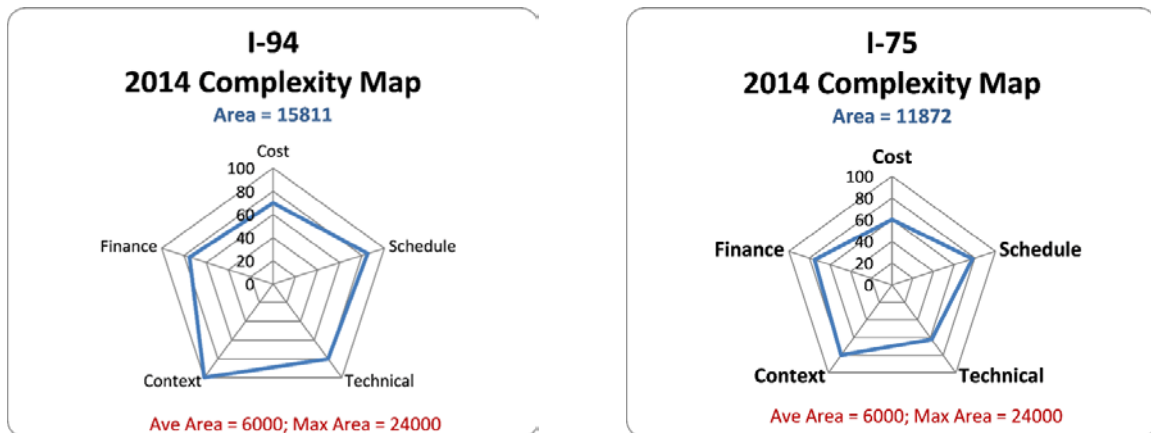 I-94
2014 Complexity Map
Area = 15811
Cost
100
80
60
40
20
0
Finance
Schedule
Context
Technical
Ave Area = 6000; Max Area = 24000
I-75
2014 Complexity Map
Area = 11872
Cost
100
80
60
40
20
0
Finance
Schedule
Context
Technical
Ave Area = 6000; Max Area = 24000